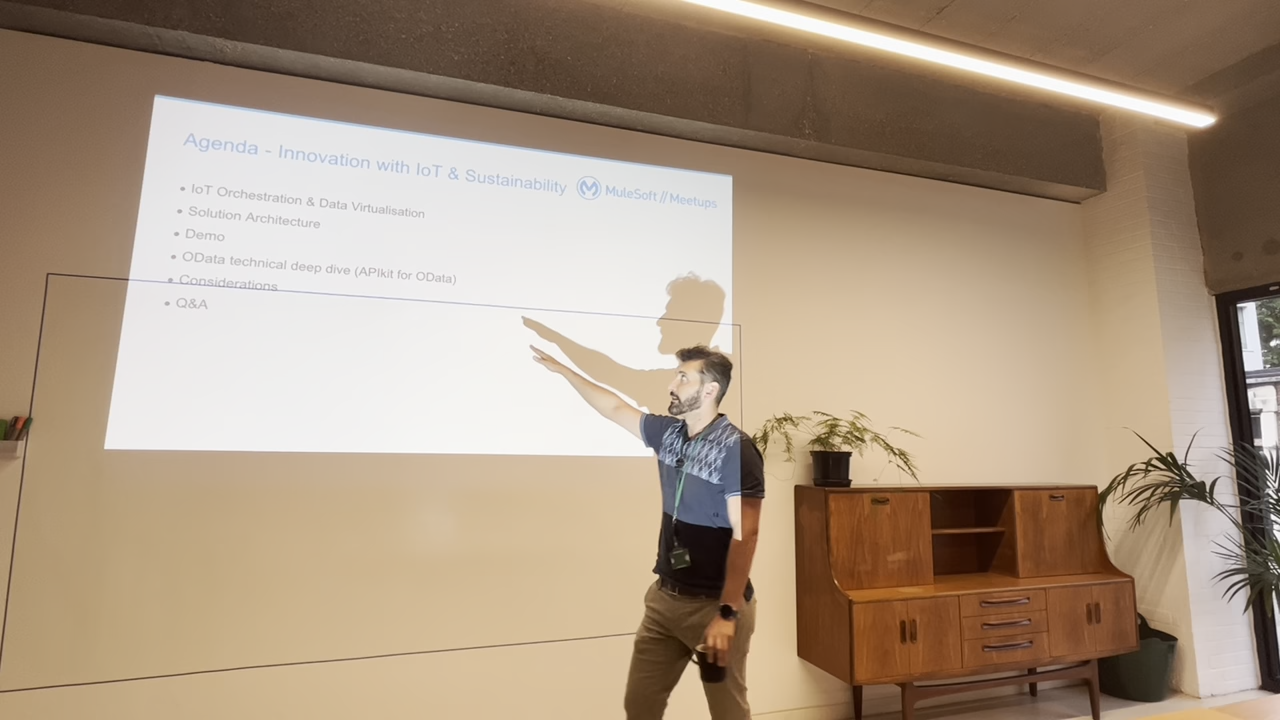 Agenda - Innovation with IoT & Sustainability
MuleSoft // Meetups
• IoT Orchestration & Data Virtualisation
• Solution Architecture
• Demo
• OData technical deep dive (APIkit for OData)
• Considerations
• Q&A